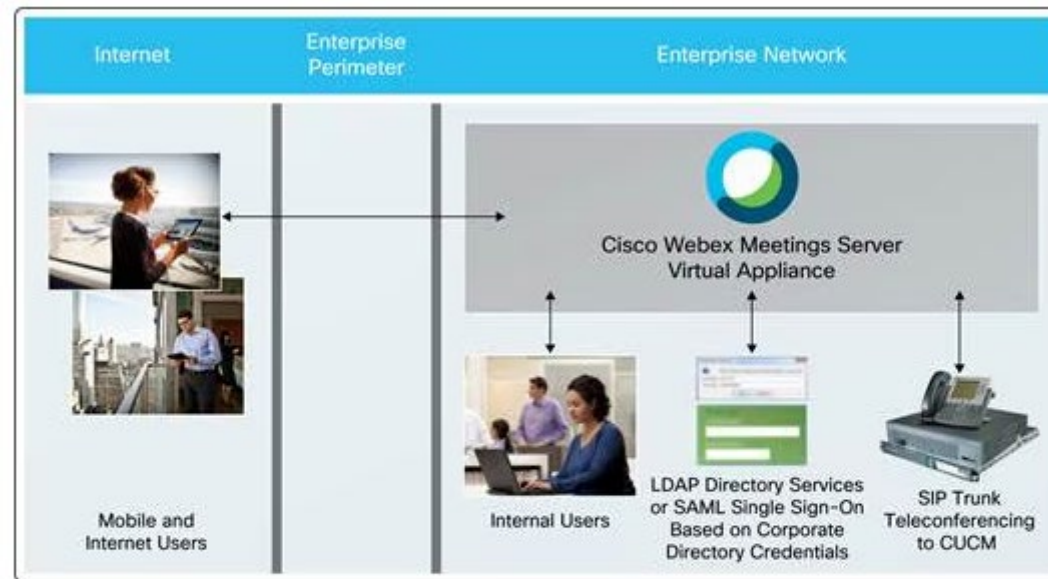 Internet
Enterprise
Perimeter
Enterprise Network
Cisco Webex Meetings Server
Virtual Appliance
Mobile and
Internet Users
Internal Users
LDAP Directory Services
or SAML Single Sign-On
Based on Corporate
Directory Credentials
SIP Trunk
Teleconferencing
to CUCM